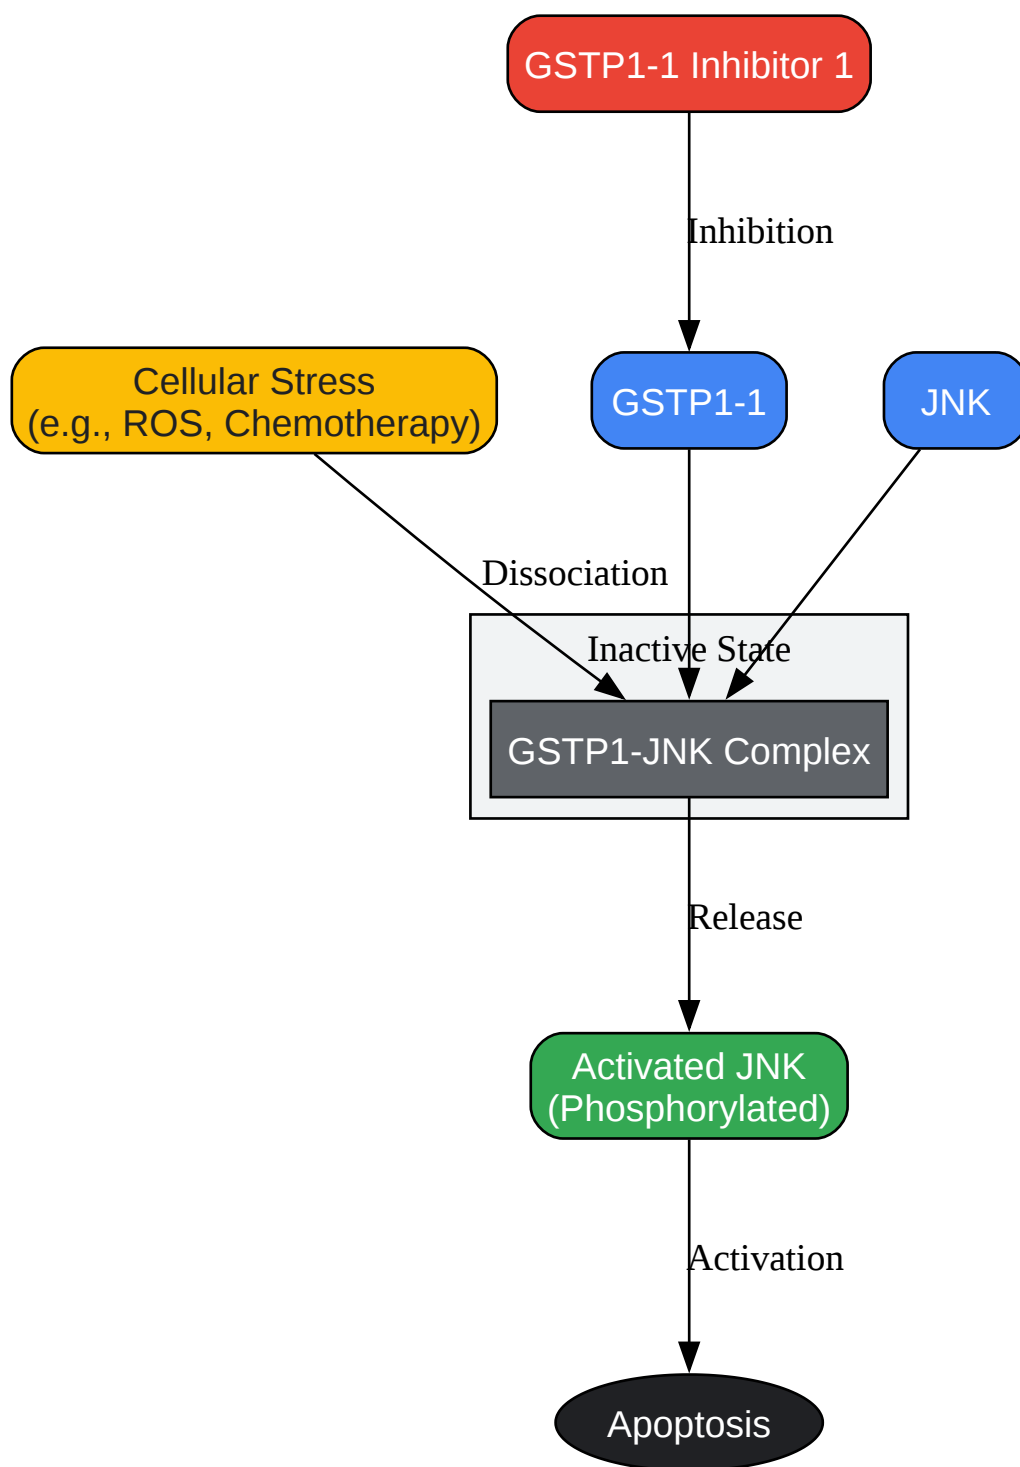 GSTP1-1 Inhibitor 1
Inhibition
Cellular Stress
(e.g., ROS, Chemotherapy)
GSTP1-1
JNK
Dissociation
Inactive State
GSTP1-JNK Complex
Release
Activated JNK
(Phosphorylated)
Activation
Apoptosis